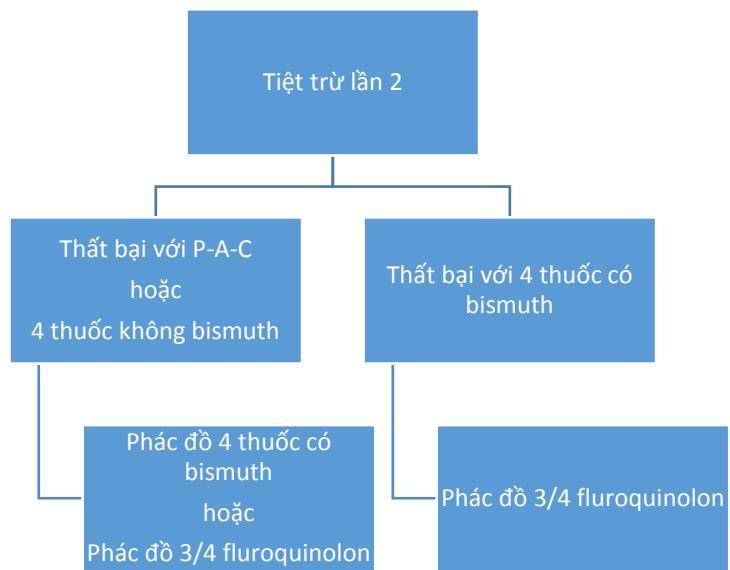 Tiệt trừ lần 2
Thất bại với P-A-C
hoặc
4 thuốc không bismuth
Thất bại với 4 thuốc có
bismuth
Phác đồ 4 thuốc có
bismuth
hoặc
Phác đồ 3/4 fluroquinolon
Phác đồ 3/4 fluroquinolon